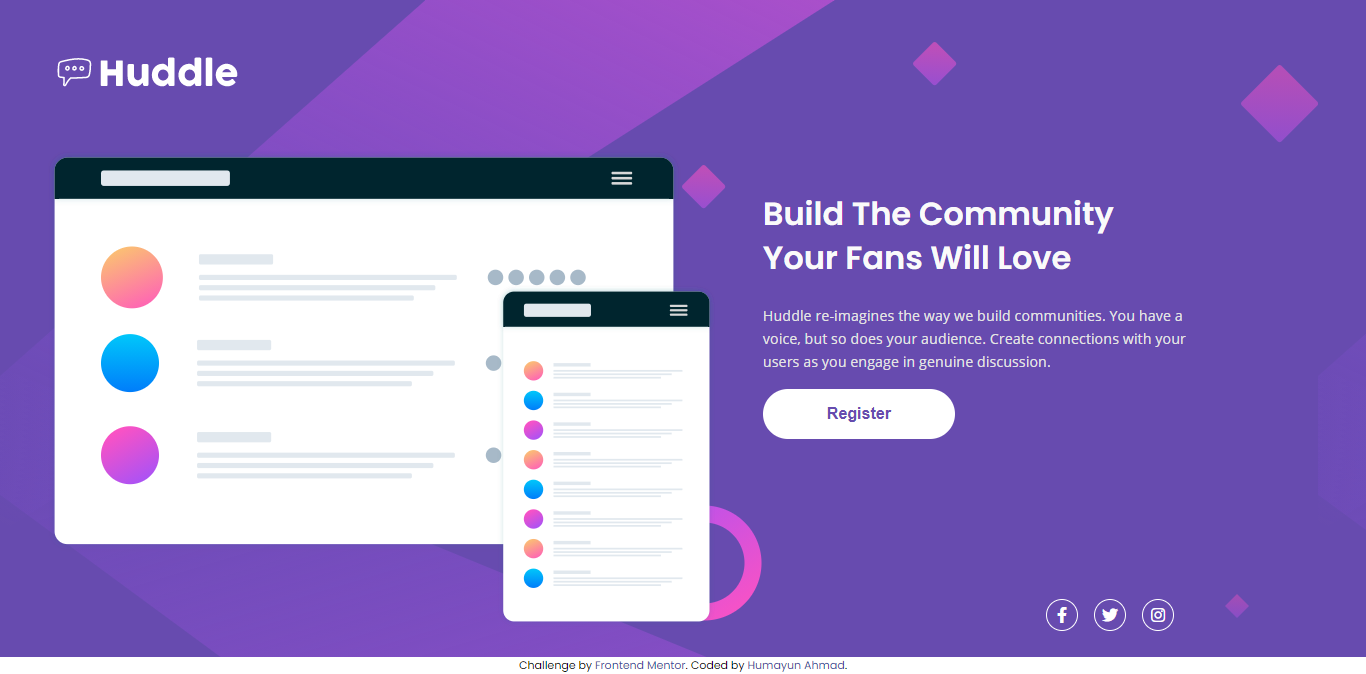 Huddle
Build The Community
Your Fans Will Love
Huddle re-imagines the way we build communities. You have a
voice, but so does your audience. Create connections with your
users as you engage in genuine discussion.
Register
Challenge by Frontend Mentor. Coded by Humayun Ahmad.